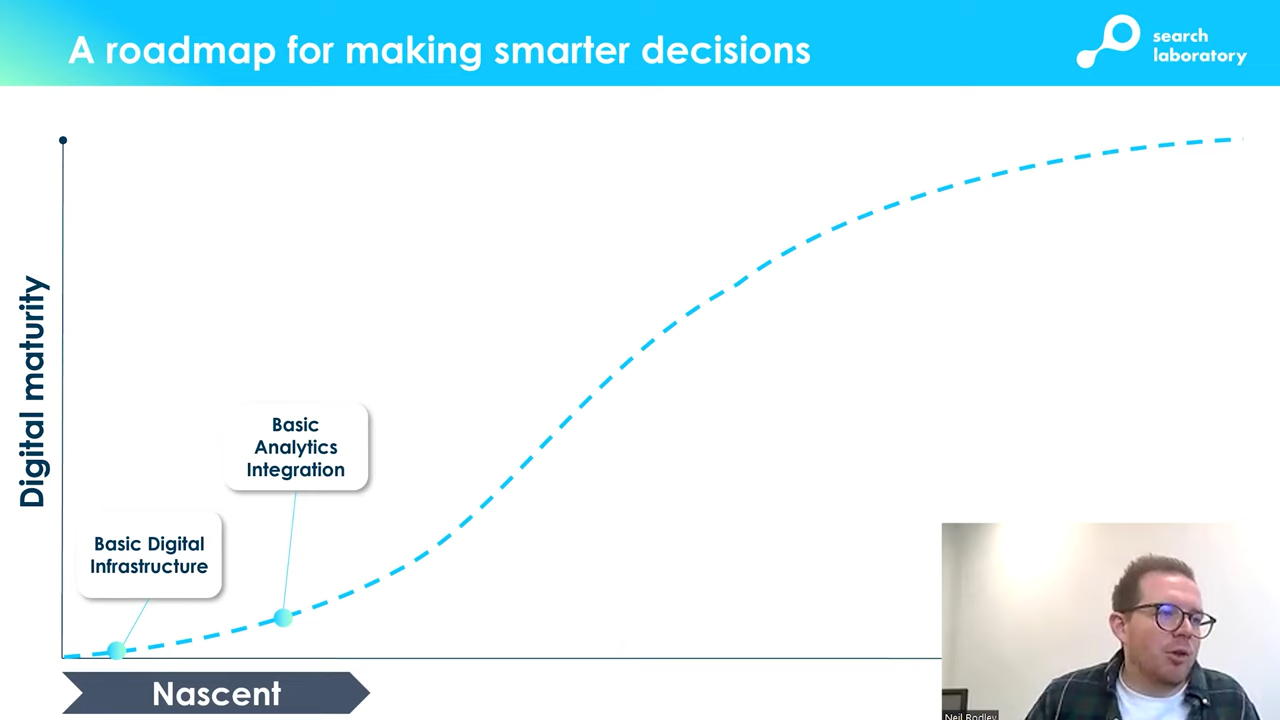 A roadmap for making smarter decisions
search
laboratory
Digital maturity
Basic
Analytics
Integration
Basic Digital
Infrastructure
Nascent
Neil Rodley